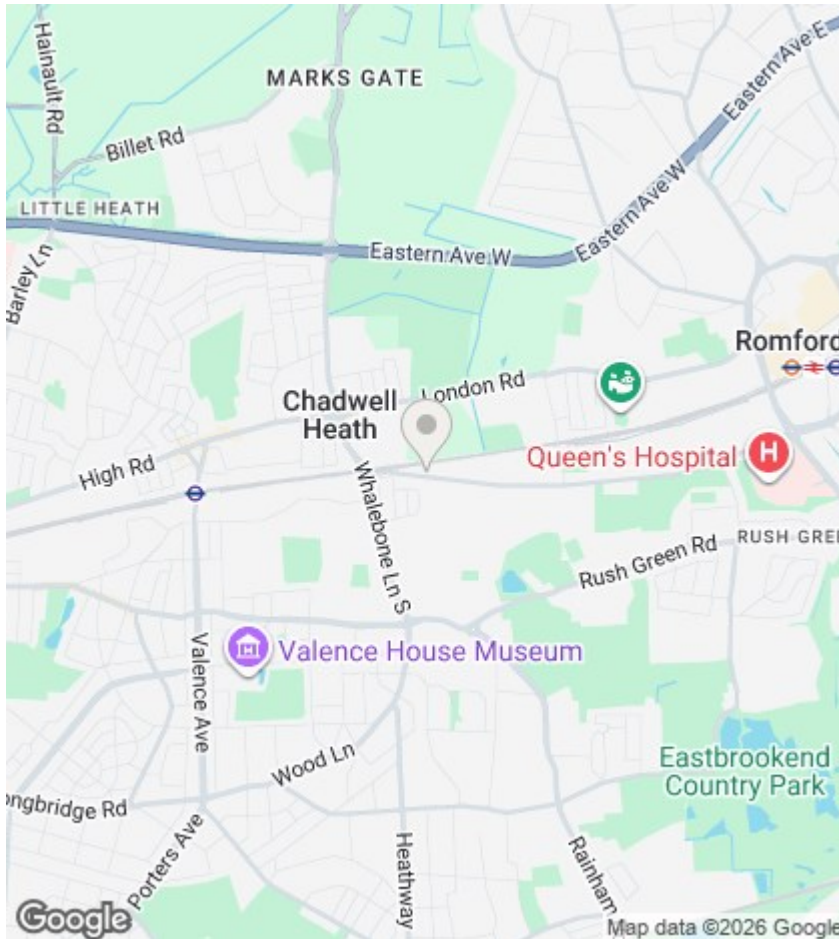 Hainault Rd
MARKS GATE
Eastern Ave E
Billet Rd
LITTLE HEATH
Eastern Ave W
Eastern Ave W
Barley Ln
Romford
London Rd
Chadwell
Heath
High Rd
Queen's Hospital
H
Whalebone Ln S
RUSH GREE
Rush Green Rd
Valence Ave
Valence House Museum
Wood Ln
Eastbrookend
Country Park
ongbridge Rd
Porters Ave
Heathway
Rainham
Google
Map data ©2026 Google